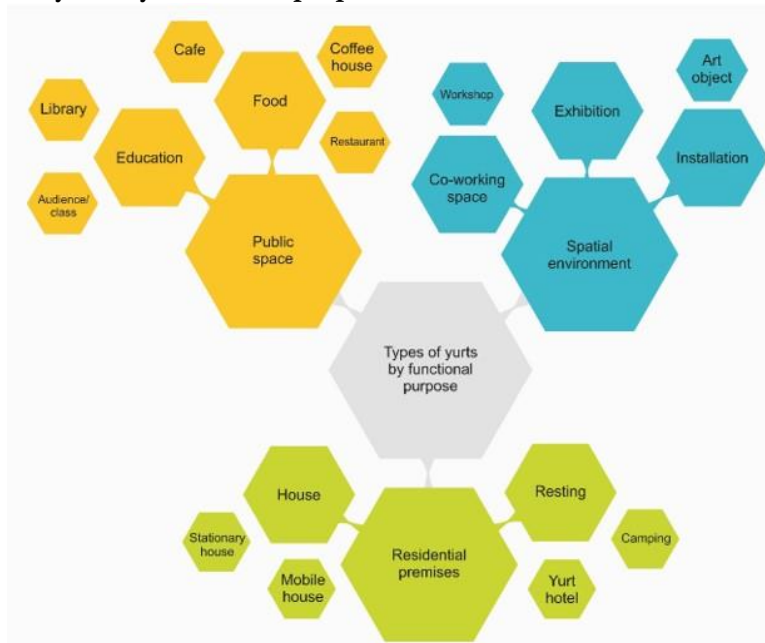 Cafe
Coffee
house
Food
Library
Education
Restaurant
Audience/
class
Public
space
Art
object
Workshop
Exhibition
Installation
Co-working
space
Spatial
environment
Types of yurts
by functional
purpose
House
Resting
Stationary
house
Mobile
house
Residential
premises
Camping
Yurt
hotel